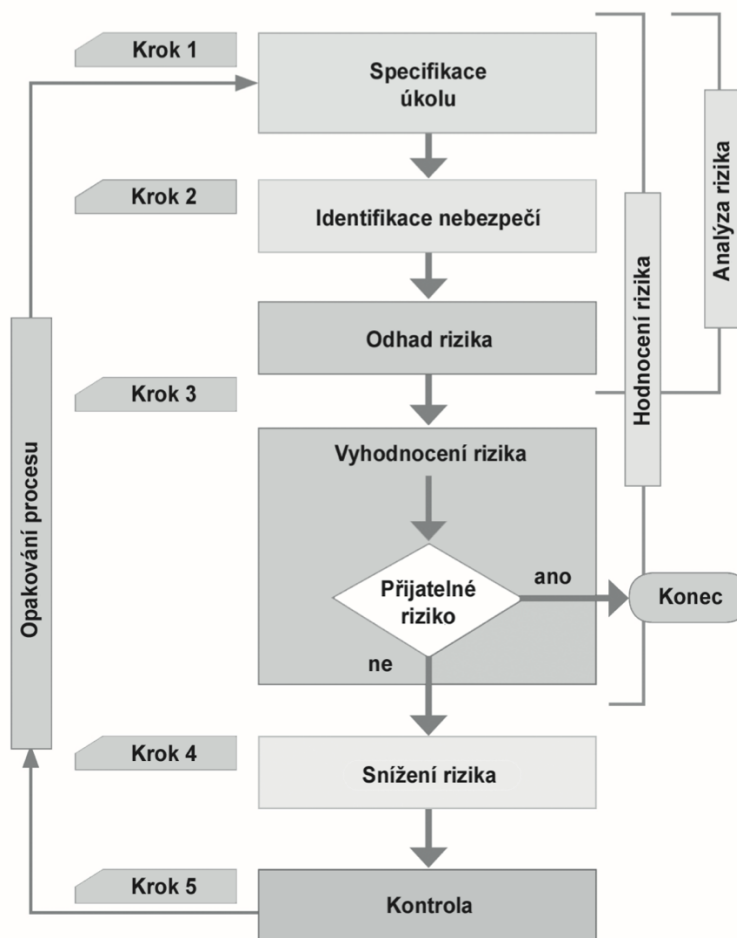 Krok 1
Specifikace
úkolu
Krok 2
Identifikace nebezpečí
Odhad rizika
Krok 3
Vyhodnocení rizika
Přijatelné
riziko
ano
Konec
ne
Krok 4
Snížení rizika
Krok 5
Kontrola
Opakování procesu
Hodnocení rizika
Analýza rizika